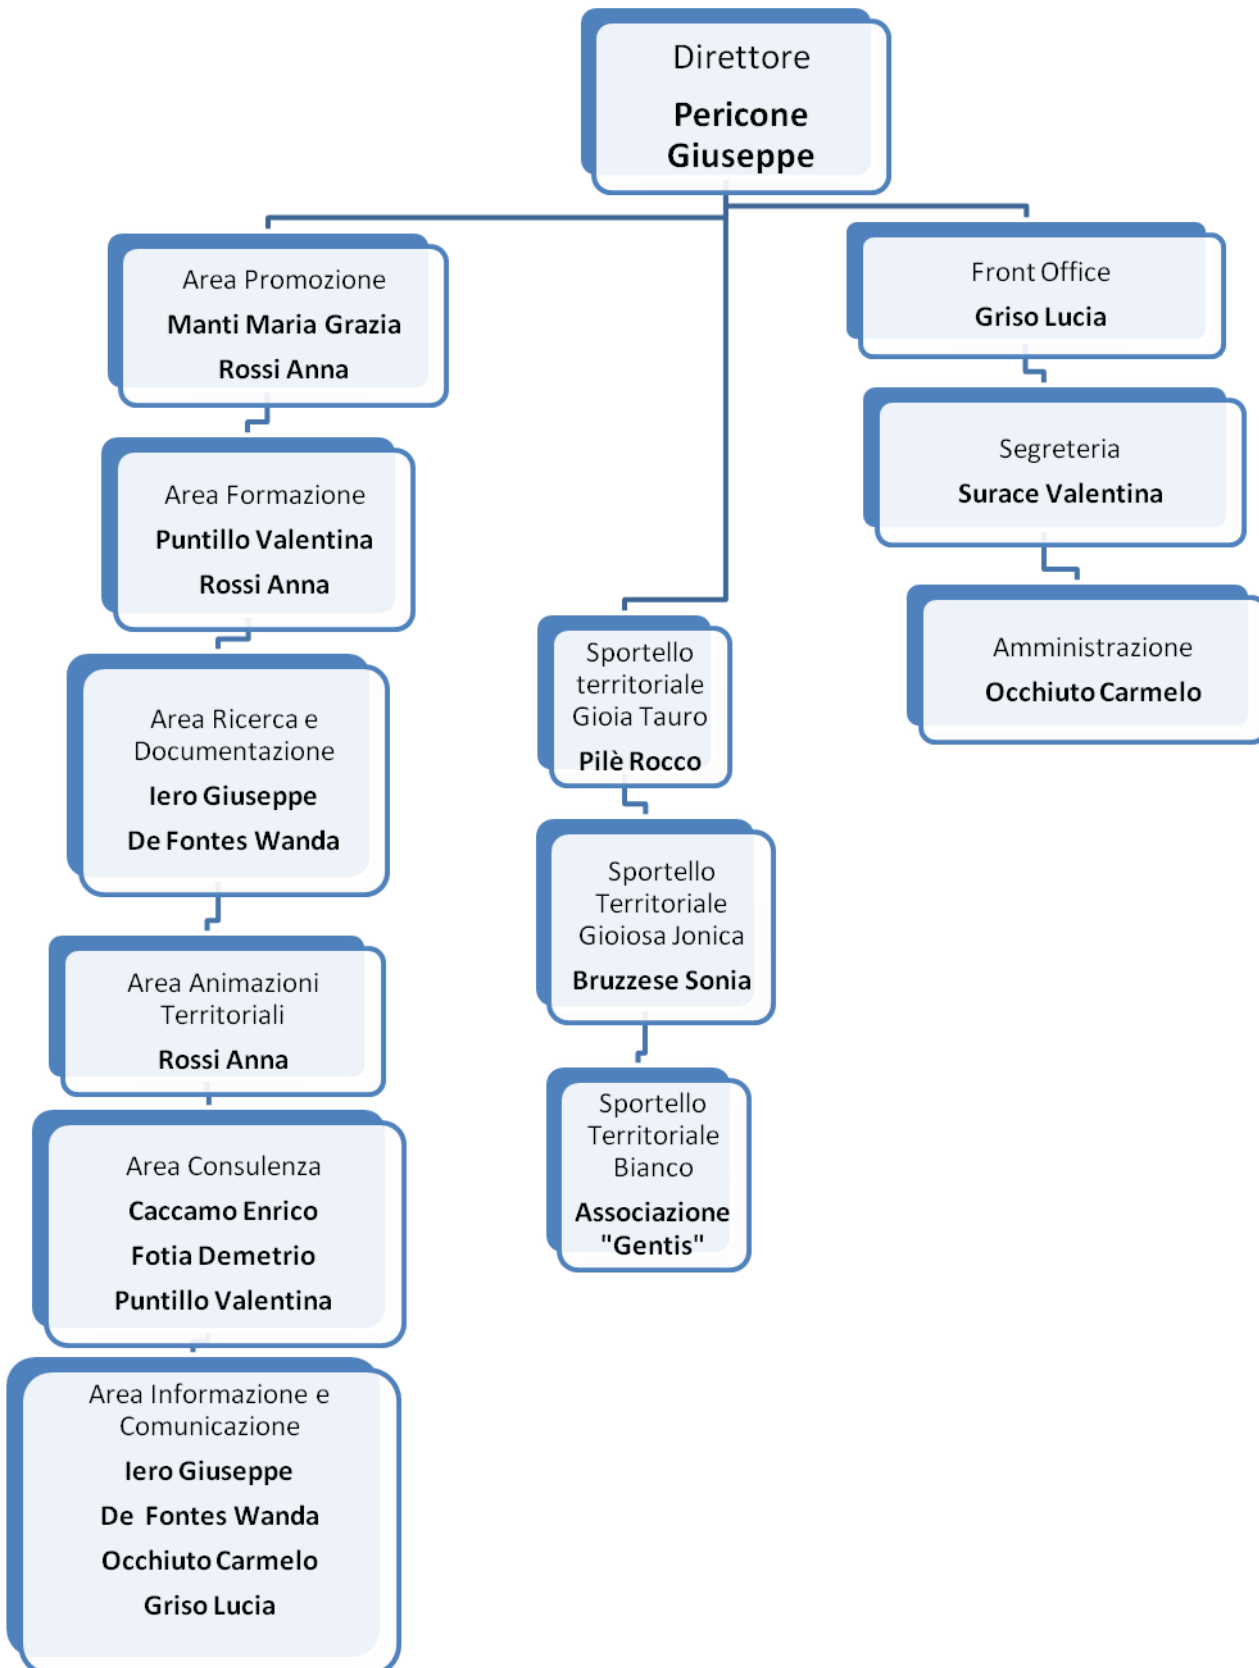 Direttore
Pericone
Giuseppe
Area Promozione
Manti Maria Grazia
Rossi Anna
Area Formazione
Puntillo Valentina
Rossi Anna
Area Ricerca e
Documentazione
Iero Giuseppe
De Fontes Wanda
Area Animazioni
Territoriali
Rossi Anna
Area Consulenza
Caccamo Enrico
Fotia Demetrio
Puntillo Valentina
Area Informazione e
Comunicazione
Iero Giuseppe
De Fontes Wanda
Occhiuto Carmelo
Griso Lucia
Sportello
territoriale
Gioia Tauro
Pilè Rocco
Sportello
Territoriale
Gioiosa Jonica
Bruzzese Sonia
Sportello
Territoriale
Bianco
Associazione
"Gentis"
Front Office
Griso Lucia
Segreteria
Surace Valentina
Amministrazione
Occhiuto Carmelo